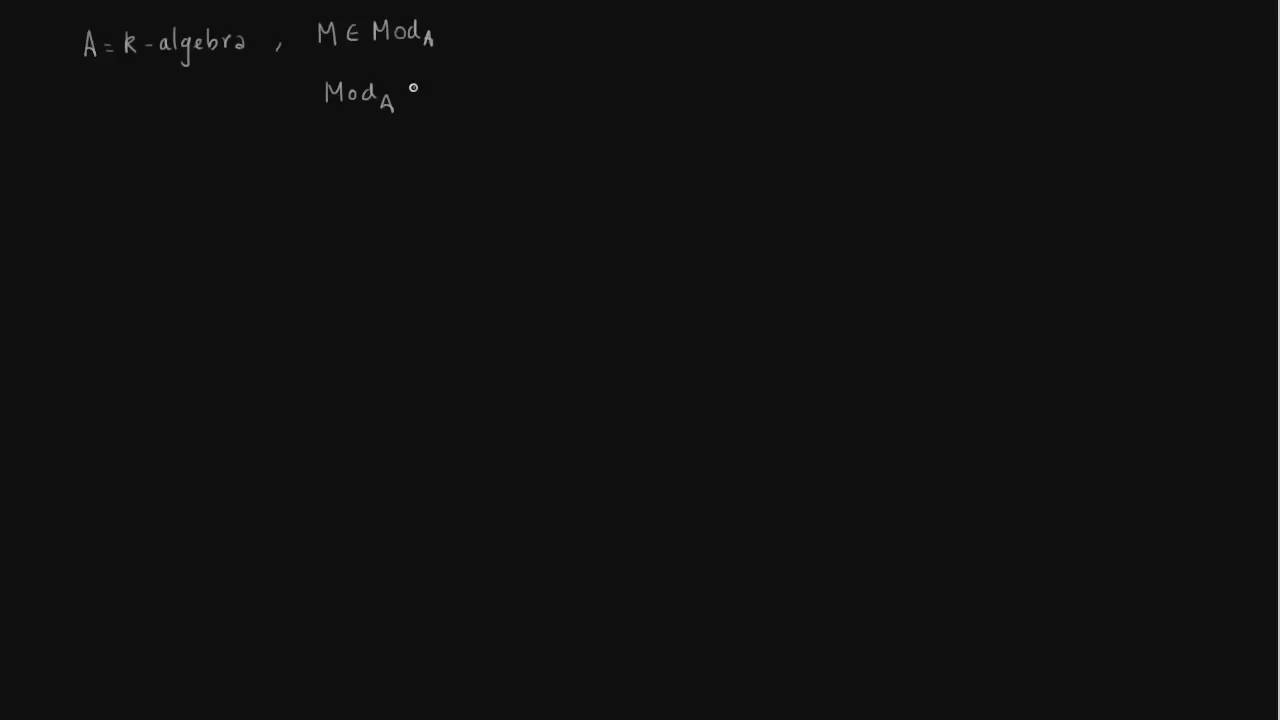 A = k-algebra , M ∈ Mod_A
Mod_A